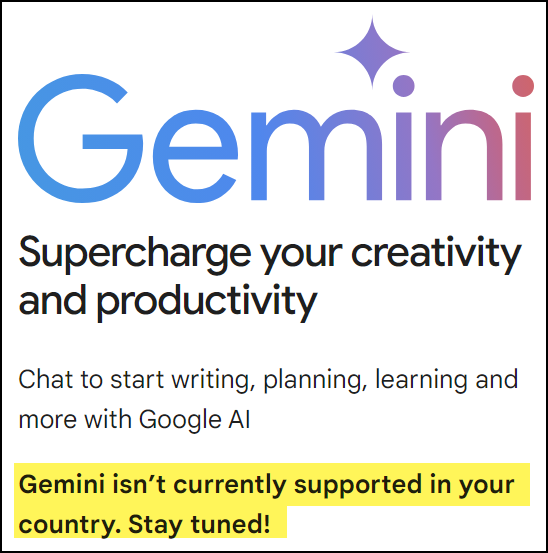 Gemini
Supercharge your creativity
and productivity
Chat to start writing, planning, learning and
more with Google AI
Gemini isn’t currently supported in your
country. Stay tuned!